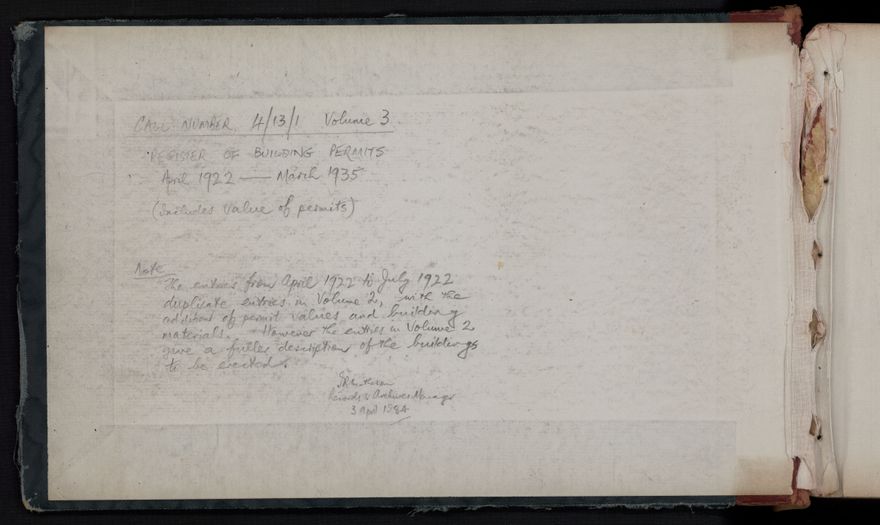 CALL NUMBER 4/13/1 Volume 3
REGISTER OF BUILDING PERMITS
April 1922 — March 1935
(Includes value of permits)
Note
The entries from April 1922 to July 1922
duplicate entries in Volume 2, with the
addition of permit values and building
materials. However the entries in Volume 2
give a fuller description of the buildings
to be erected.
Records & Archives Manager
3 April 1984